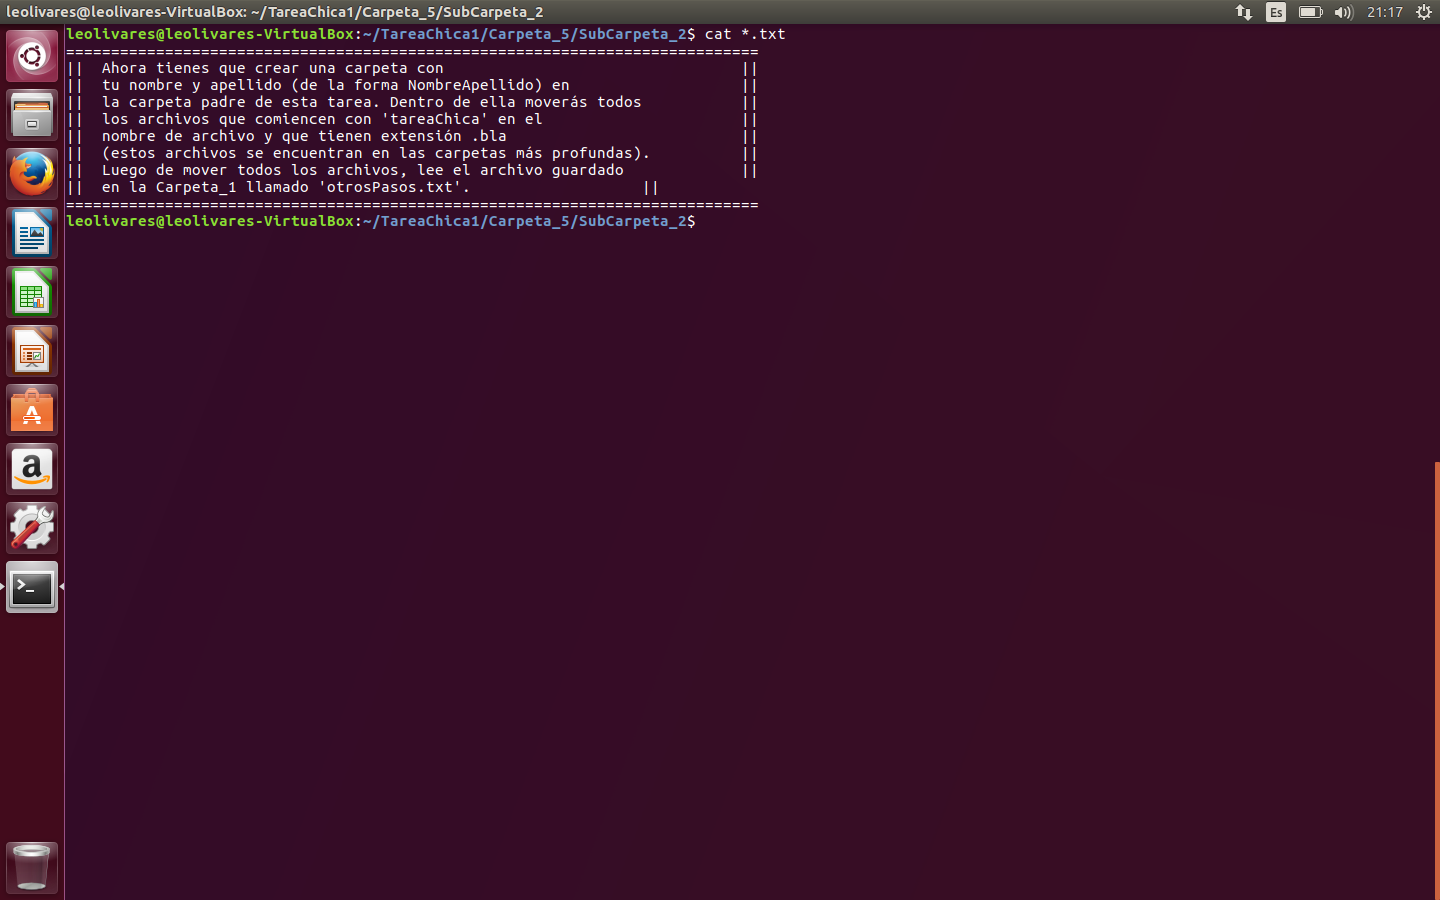 leolivares@leolivares-VirtualBox: ~/TareaChica1/Carpeta_5/SubCarpeta_2
Es
21:17
leolivares@leolivares-VirtualBox:~/TareaChica1/Carpeta_5/SubCarpeta_2$ cat *.txt
=============================================================================
||  Ahora tienes que crear una carpeta con                                 ||
||  tu nombre y apellido (de la forma NombreApellido) en                   ||
||  la carpeta padre de esta tarea. Dentro de ella moverás todos           ||
||  los archivos que comiencen con 'tareaChica' en el                      ||
||  nombre de archivo y que tienen extensión .bla                          ||
||  (estos archivos se encuentran en las carpetas más profundas).          ||
||  Luego de mover todos los archivos, lee el archivo guardado             ||
||  en la Carpeta_1 llamado 'otrosPasos.txt'.                   ||
=============================================================================
leolivares@leolivares-VirtualBox:~/TareaChica1/Carpeta_5/SubCarpeta_2$